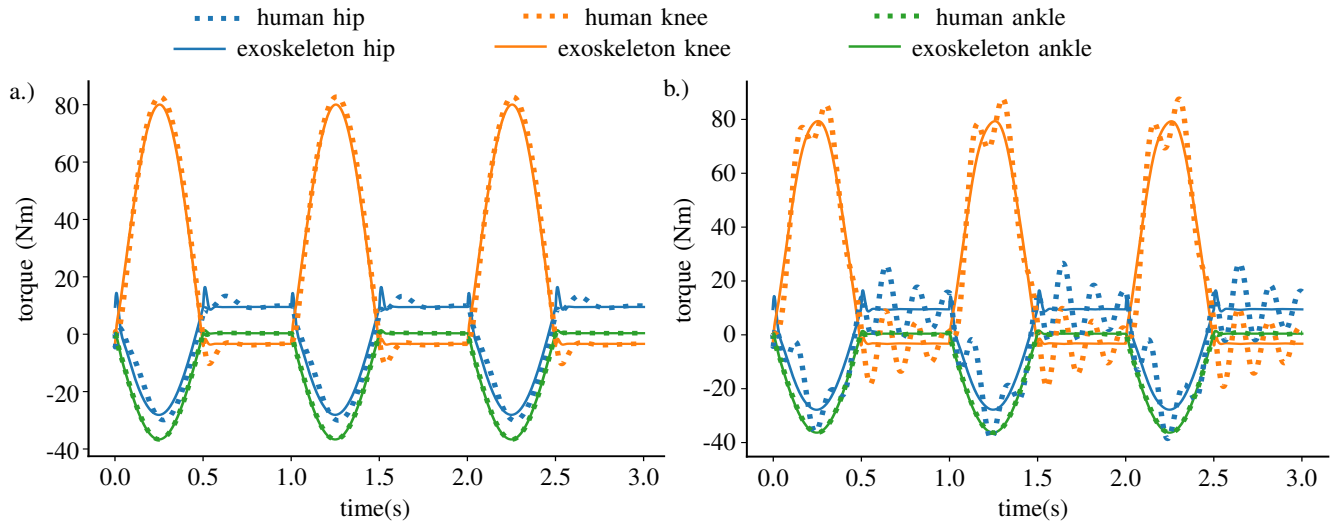 human hip human knee human ankle
exoskeleton hip exoskeleton knee exoskeleton ankle
a.)
torque (Nm)
80
60
40
20
0
-20
-40
0.0 0.5 1.0 1.5 2.0 2.5 3.0
time(s)
b.)
torque (Nm)
80
60
40
20
0
-20
-40
0.0 0.5 1.0 1.5 2.0 2.5 3.0
time(s)